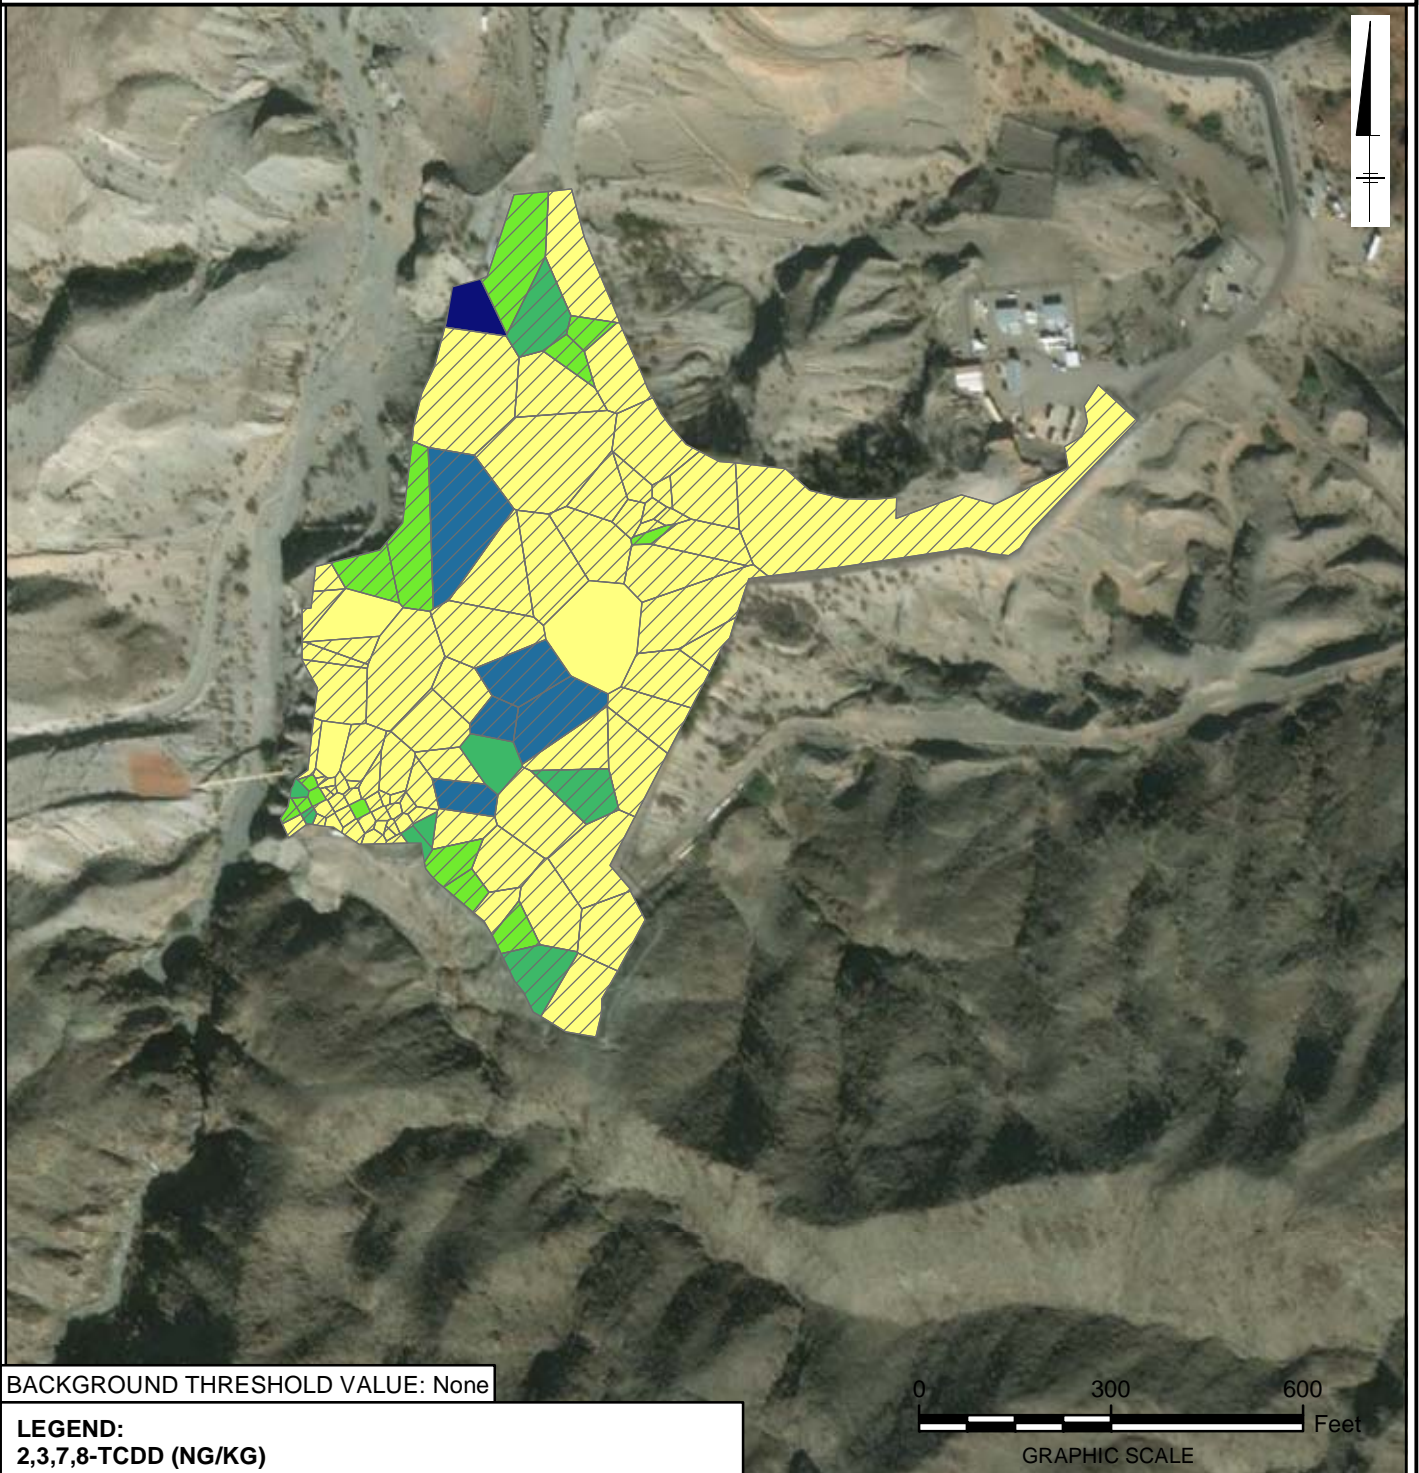 BACKGROUND THRESHOLD VALUE: None
LEGEND:
2,3,7,8-TCDD (NG/KG)
0 300 600
Feet
GRAPHIC SCALE